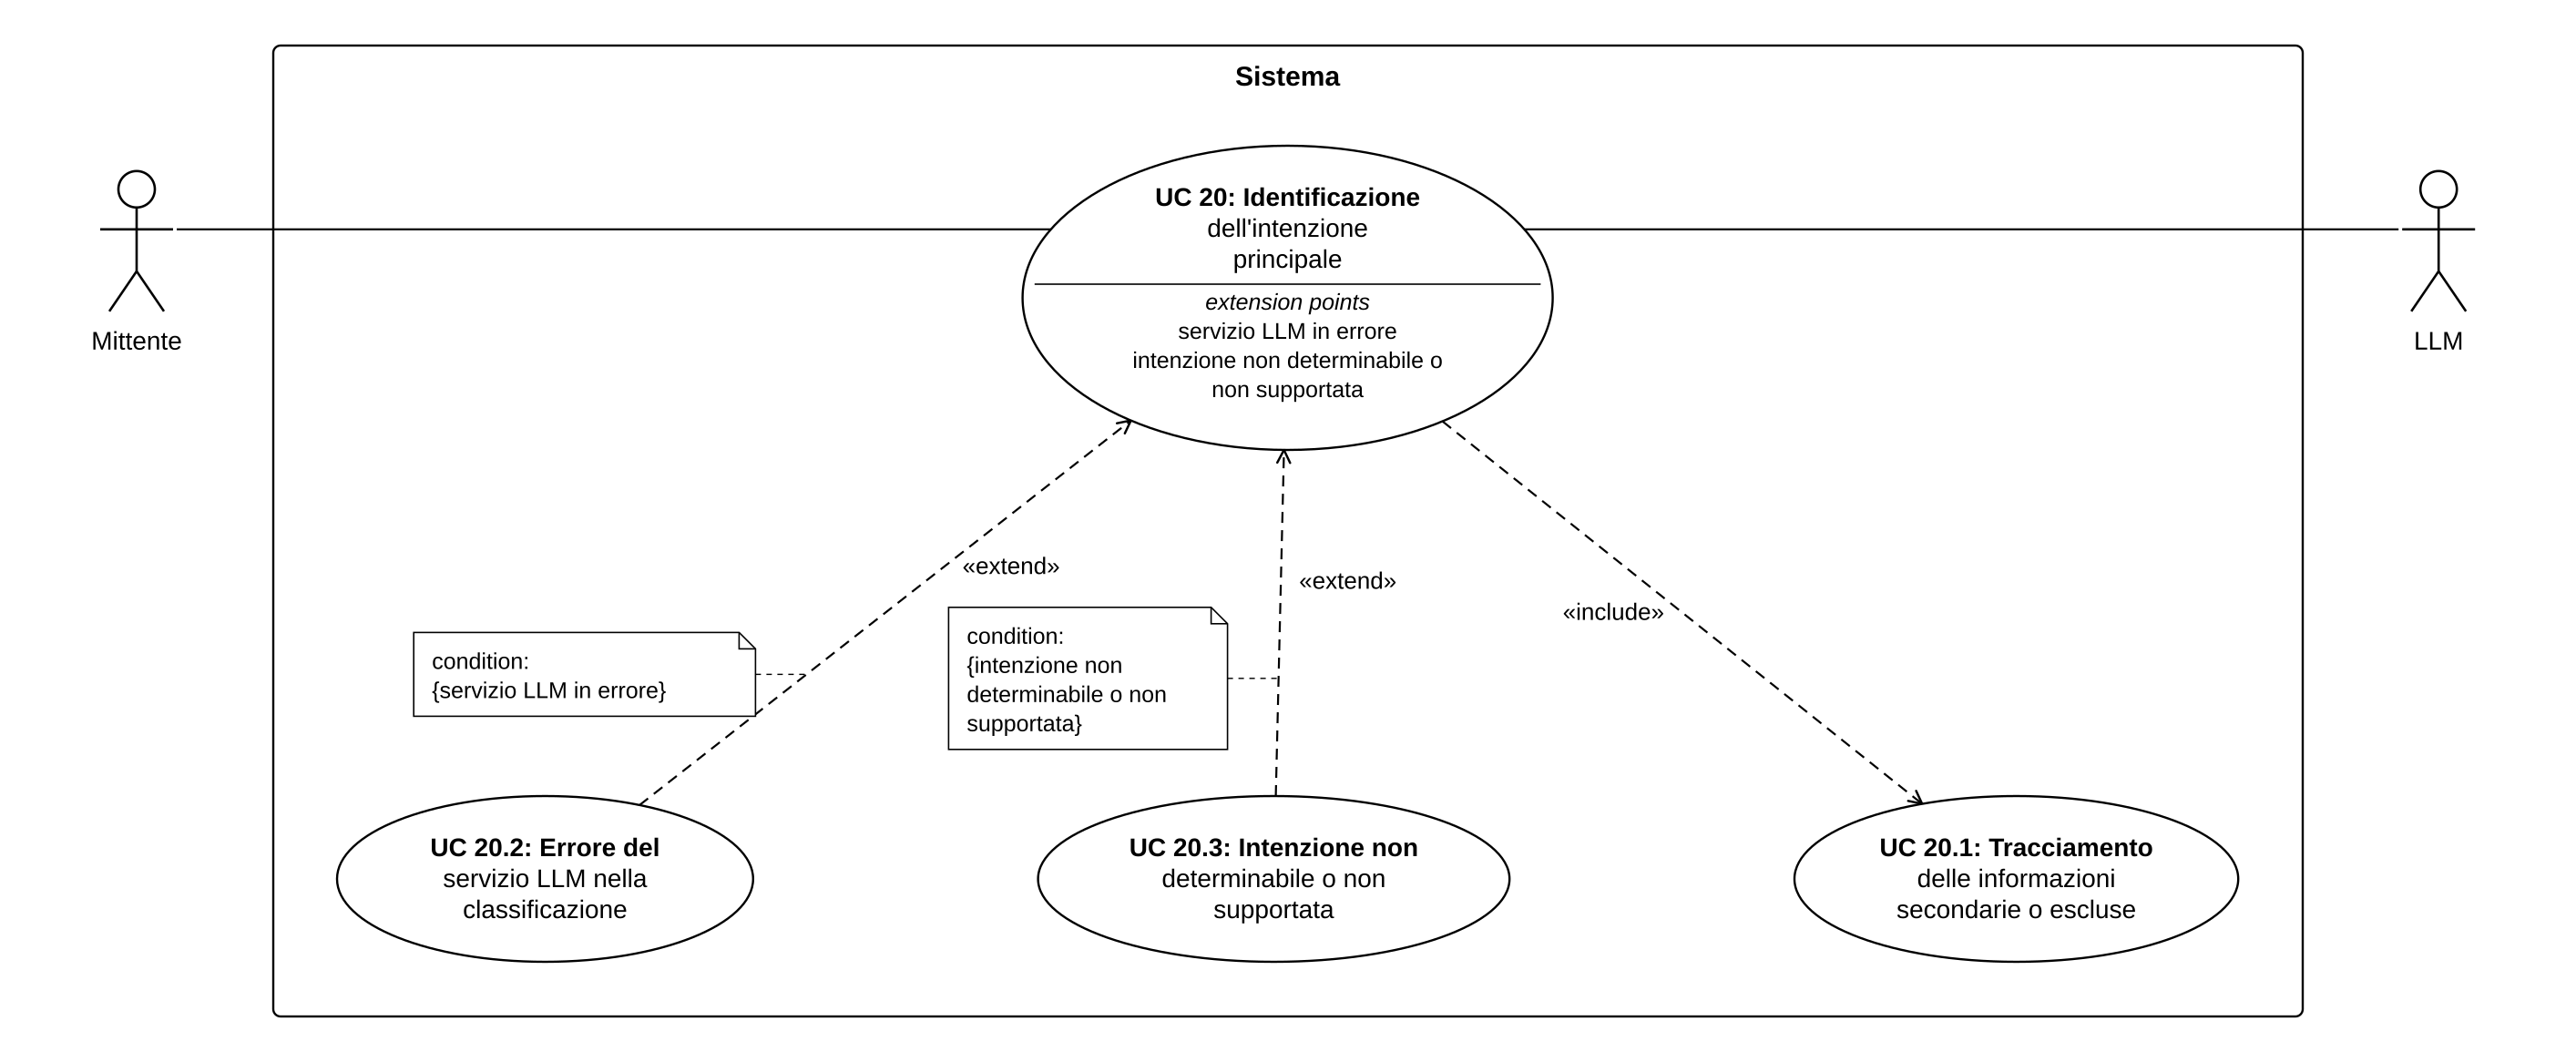 Sistema
UC 20: Identificazione
dell'intenzione
principale
extension points
servizio LLM in errore
intenzione non determinabile o
non supportata
Mittente
LLM
«extend»
«extend»
«include»
condition:
{servizio LLM in errore}
condition:
{intenzione non
determinabile o non
supportata}
UC 20.2: Errore del
servizio LLM nella
classificazione
UC 20.3: Intenzione non
determinabile o non
supportata
UC 20.1: Tracciamento
delle informazioni
secondarie o escluse